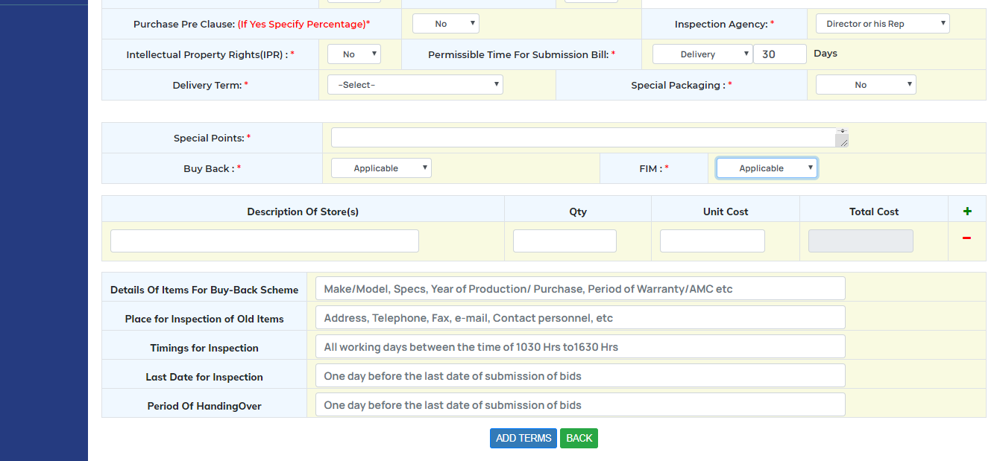 Purchase Pre Clause: (If Yes Specify Percentage)* No Inspection Agency: * Director or his Rep
Intellectual Property Rights(IPR) : * No Permissible Time For Submission Bill: * Delivery 30 Days
Delivery Term: * --Select-- Special Packaging : * No
Special Points: *
Buy Back : * Applicable FIM : * Applicable
Description Of Store(s) Qty Unit Cost Total Cost +
Details Of Items For Buy-Back Scheme Make/Model, Specs, Year of Production/ Purchase, Period of Warranty/AMC etc
Place for Inspection of Old Items Address, Telephone, Fax, e-mail, Contact personnel, etc
Timings for Inspection All working days between the time of 1030 Hrs to1630 Hrs
Last Date for Inspection One day before the last date of submission of bids
Period Of HandingOver One day before the last date of submission of bids
ADD TERMS BACK